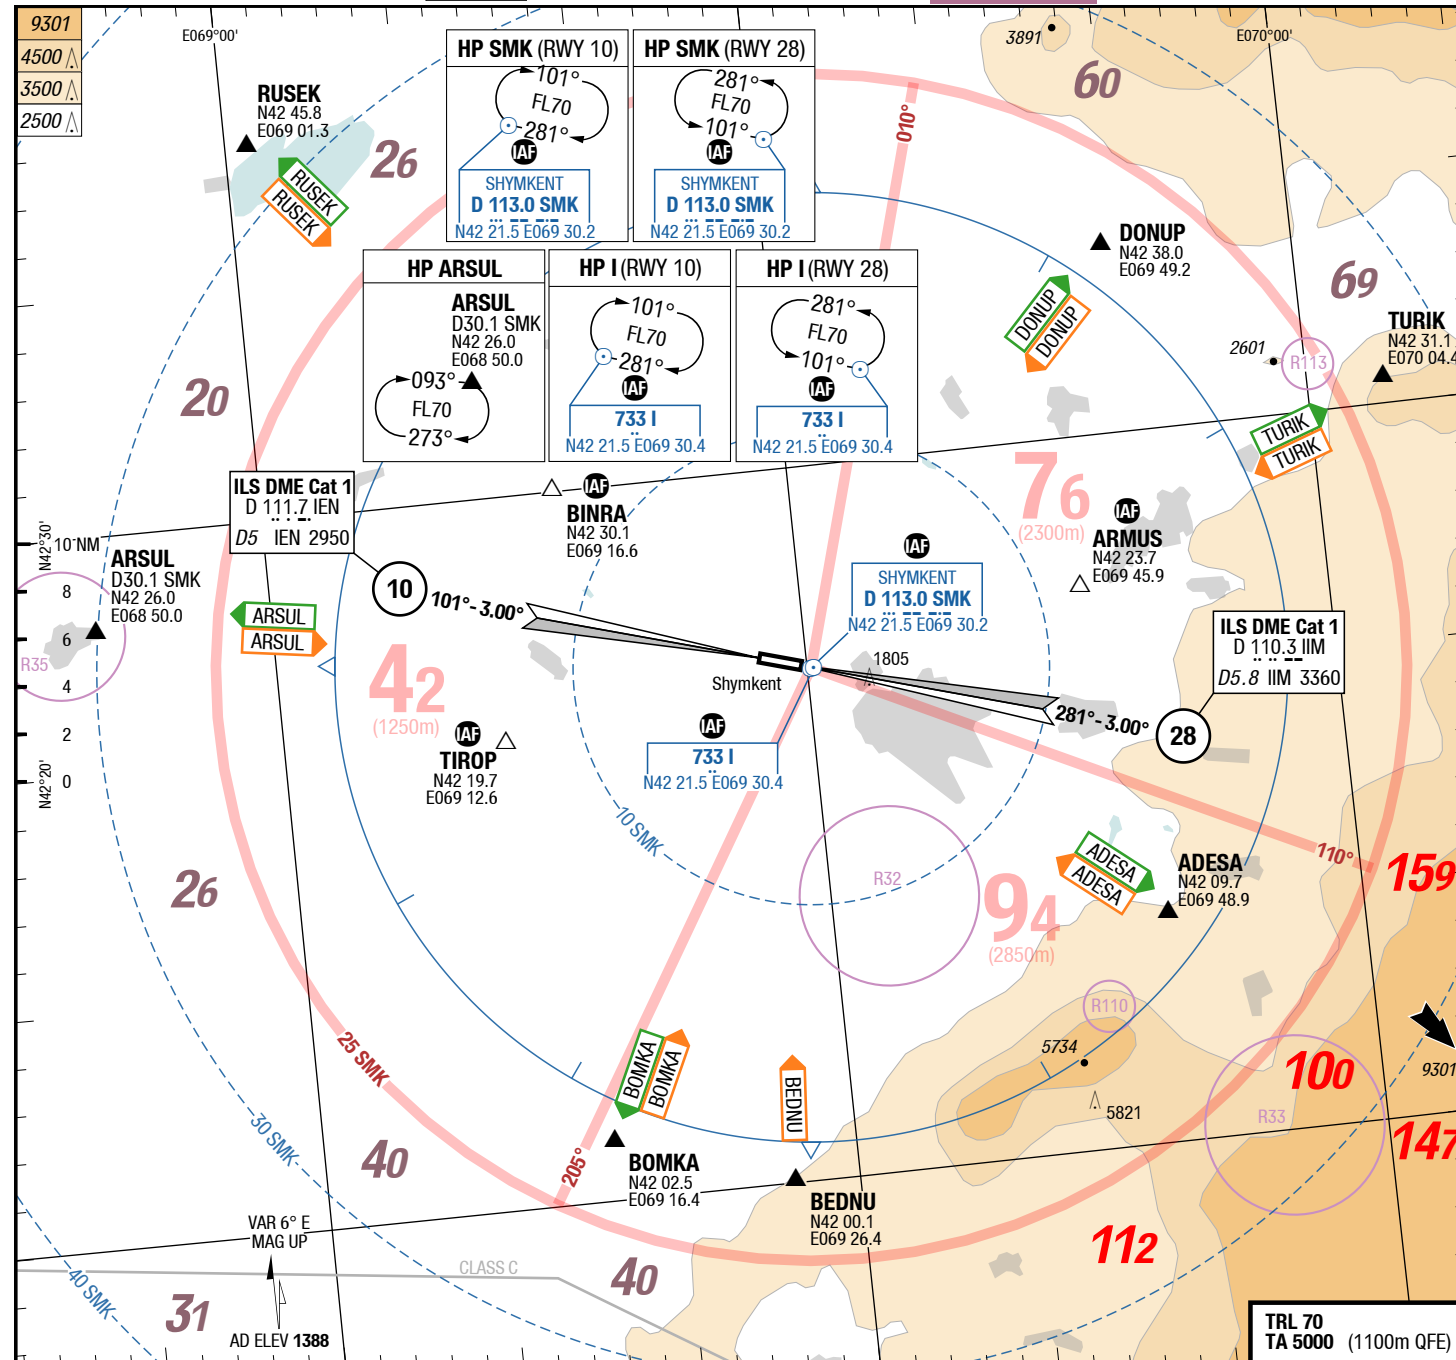 9301
4500
3500
2500
E069°00'
E070°00'
RUSEK
N42 45.8
E069 01.3
RUSEK
RUSEK
26
HP SMK (RWY 10)
101°
FL70
281°
IAF
SHYMKENT
D 113.0 SMK
N42 21.5 E069 30.2
HP SMK (RWY 28)
281°
FL70
101°
IAF
SHYMKENT
D 113.0 SMK
N42 21.5 E069 30.2
3891
60
010°
DONUP
N42 38.0
E069 49.2
DONUP
DONUP
69
TURIK
N42 31.1
E070 04.4
2601
R113
TURIK
TURIK
HP ARSUL
ARSUL
D30.1 SMK
N42 26.0
E068 50.0
093°
FL70
273°
HP I (RWY 10)
101°
FL70
281°
IAF
733 I
N42 21.5 E069 30.4
HP I (RWY 28)
281°
FL70
101°
IAF
733 I
N42 21.5 E069 30.4
20
ILS DME Cat 1
D 111.7 IEN
D5 IEN 2950
IAF
BINRA
N42 30.1
E069 16.6
76
(2300m)
IAF
ARMUS
N42 23.7
E069 45.9
N42°30'
10 NM
8
6
4
2
0
N42°20'
ARSUL
D30.1 SMK
N42 26.0
E068 50.0
R35
ARSUL
ARSUL
10
101°-3.00°
IAF
SHYMKENT
D 113.0 SMK
N42 21.5 E069 30.2
ILS DME Cat 1
D 110.3 IIM
D5.8 IIM 3360
42
(1250m)
Shymkent
1805
281°-3.00°
28
IAF
TIROP
N42 19.7
E069 12.6
IAF
733 I
N42 21.5 E069 30.4
10 SMK
R32
110°
ADESA
ADESA
ADESA
N42 09.7
E069 48.9
159
26
94
(2850m)
R110
25 SMK
5734
5821
100
9301
R33
147
BOMKA
BOMKA
BEDNU
30 SMK
40
205°
BOMKA
N42 02.5
E069 16.4
BEDNU
N42 00.1
E069 26.4
112
VAR 6° E
MAG UP
CLASS C
40
40 SMK
31
AD ELEV 1388
TRL 70
TA 5000 (1100m QFE)